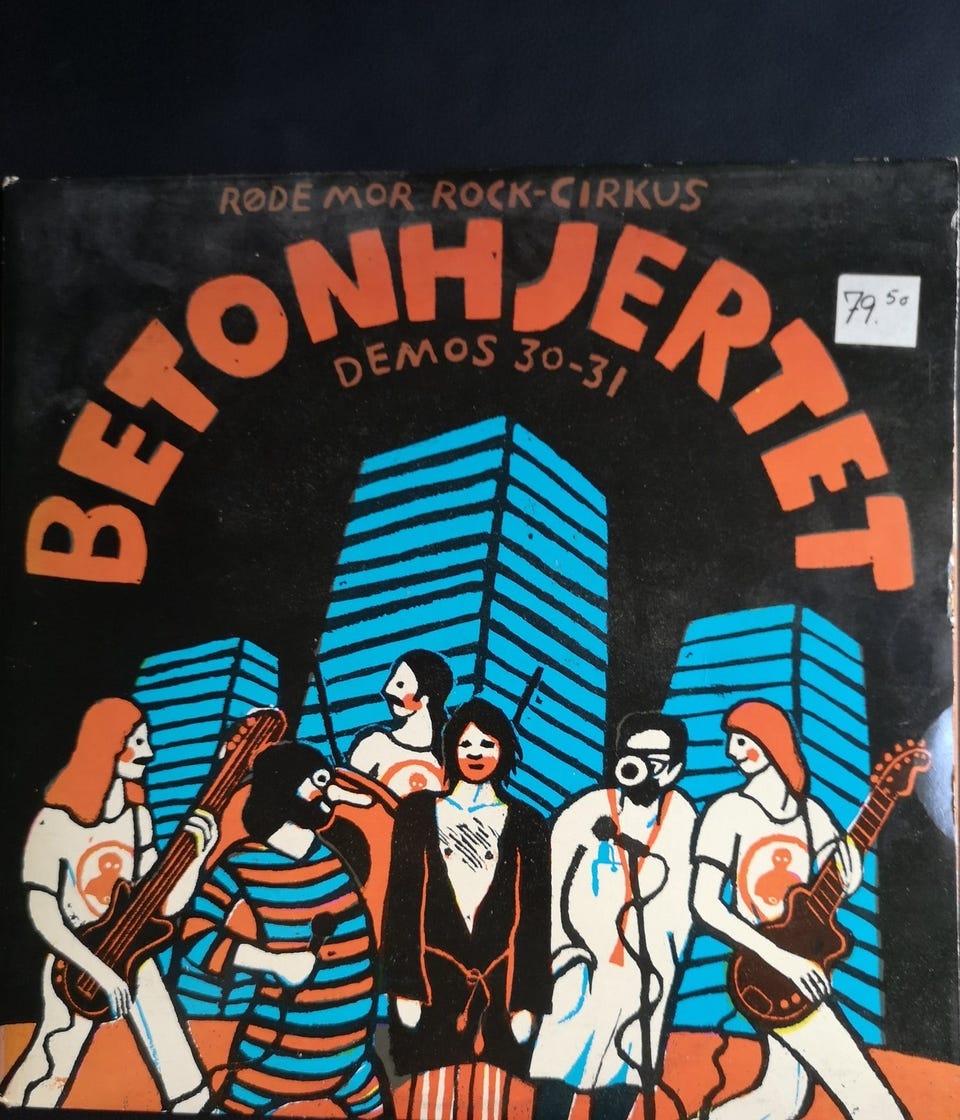 RØDE MOR ROCK-CIRKUS
BETONHJERTET
DEMOS 30-31
79.50